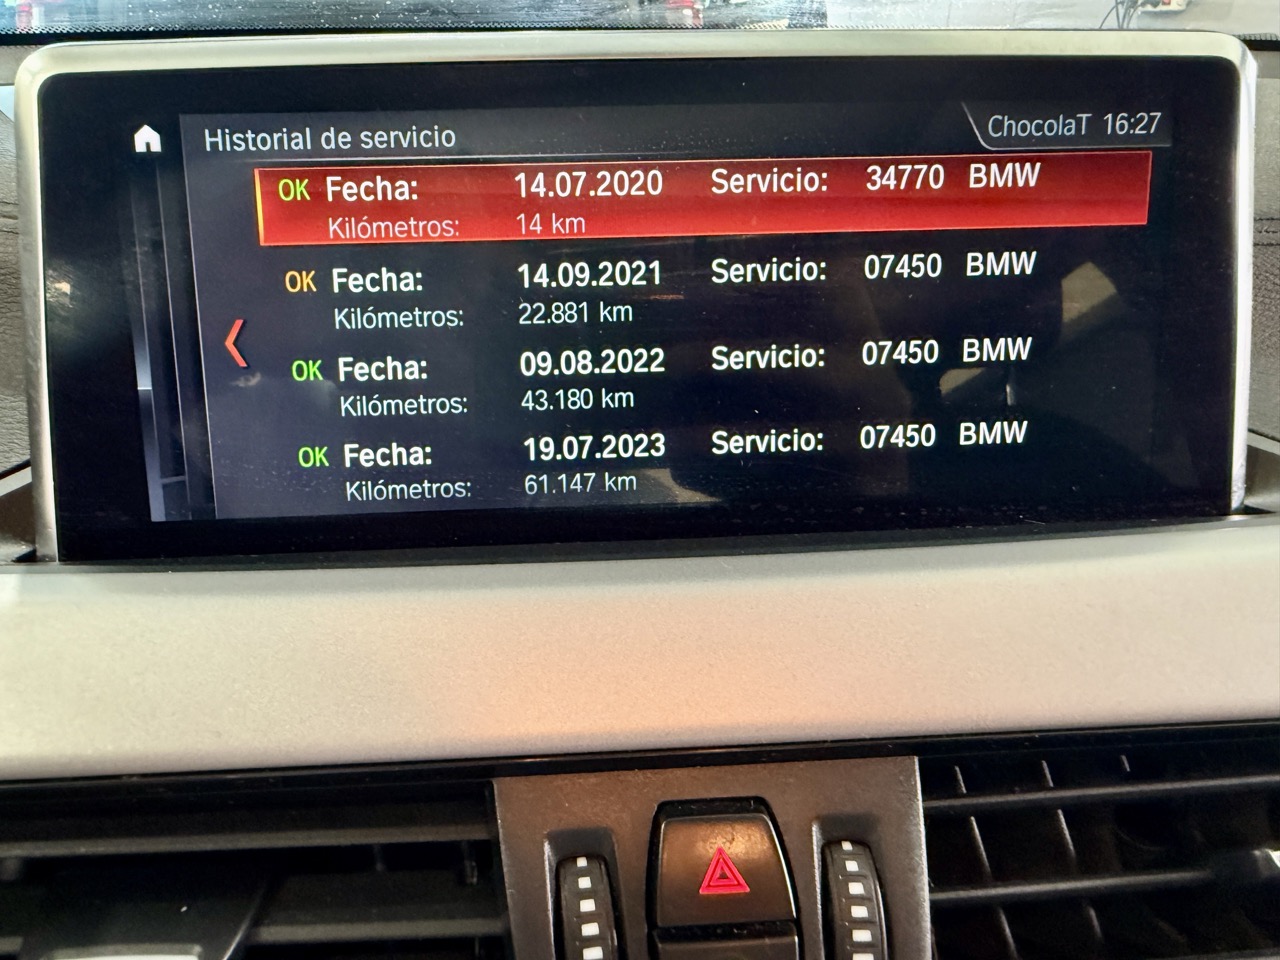 Historial de servicio ChocolaT 16:27
OK Fecha: 14.07.2020 Servicio: 34770 BMW
Kilómetros: 14 km
OK Fecha: 14.09.2021 Servicio: 07450 BMW
Kilómetros: 22.881 km
OK Fecha: 09.08.2022 Servicio: 07450 BMW
Kilómetros: 43.180 km
OK Fecha: 19.07.2023 Servicio: 07450 BMW
Kilómetros: 61.147 km